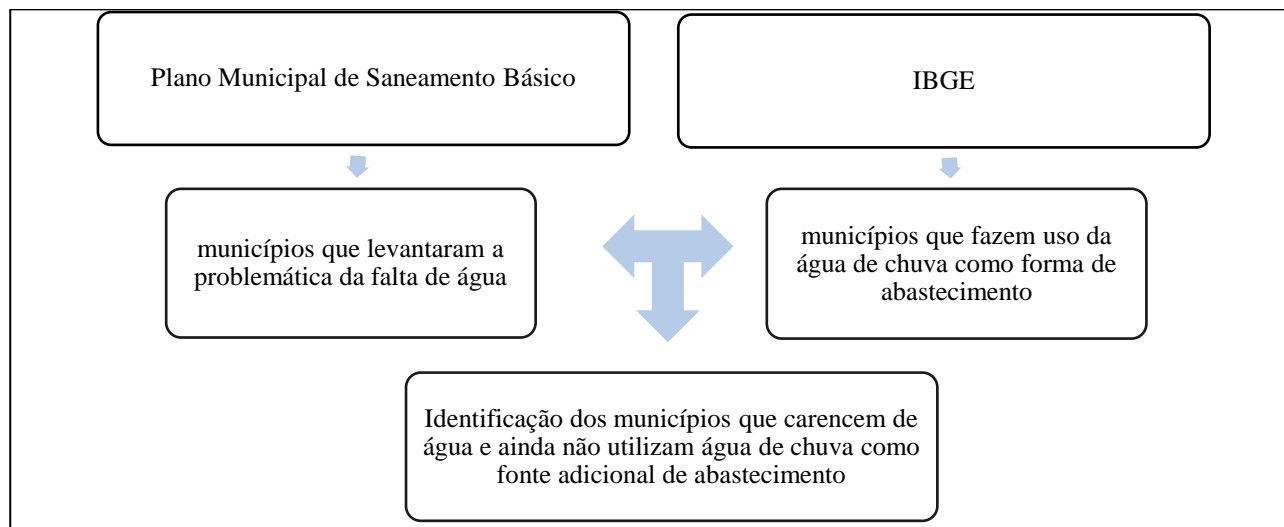 Plano Municipal de Saneamento Básico
IBGE
municípios que levantaram a
problemática da falta de água
municípios que fazem uso da
água de chuva como forma de
abastecimento
Identificação dos municípios que carencem de
água e ainda não utilizam água de chuva como
fonte adicional de abastecimento